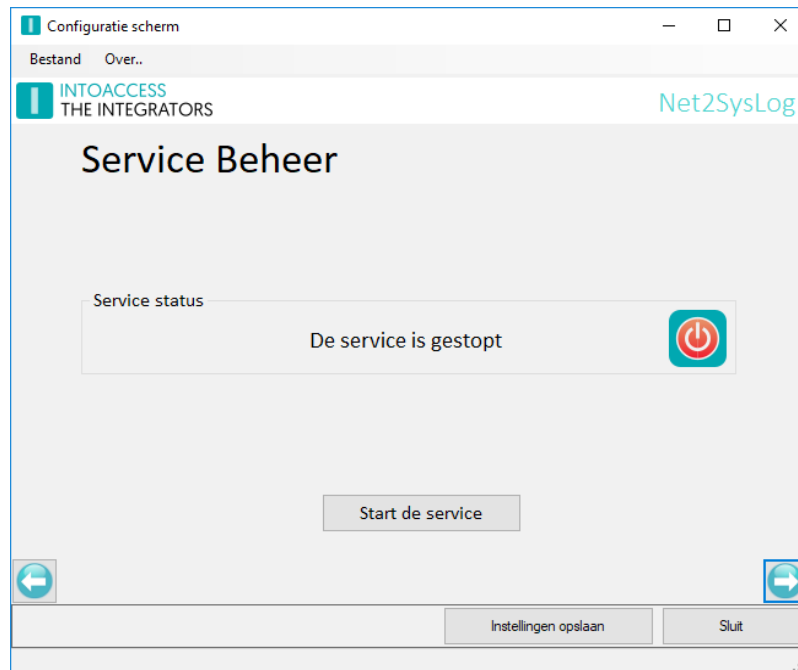 Configuratie scherm
Bestand Over..
INTOACCESS
THE INTEGRATORS
Net2SysLog
Service Beheer
Service status
De service is gestopt
Start de service
Instellingen opslaan Sluit